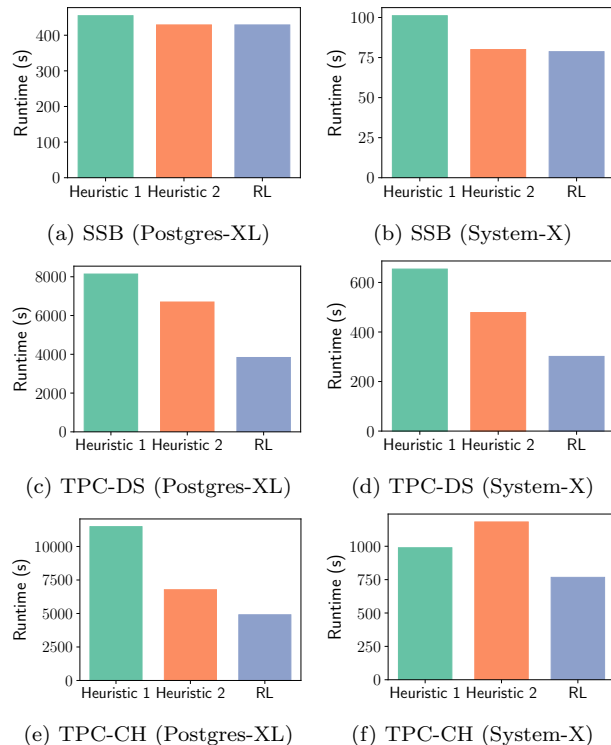 Runtime (s)
400
300
200
100
0
Heuristic 1 Heuristic 2 RL
(a) SSB (Postgres-XL)
Runtime (s)
100
75
50
25
0
Heuristic 1 Heuristic 2 RL
(b) SSB (System-X)
Runtime (s)
8000
6000
4000
2000
0
Heuristic 1 Heuristic 2 RL
(c) TPC-DS (Postgres-XL)
Runtime (s)
600
400
200
0
Heuristic 1 Heuristic 2 RL
(d) TPC-DS (System-X)
Runtime (s)
10000
7500
5000
2500
0
Heuristic 1 Heuristic 2 RL
(e) TPC-CH (Postgres-XL)
Runtime (s)
1000
750
500
250
0
Heuristic 1 Heuristic 2 RL
(f) TPC-CH (System-X)